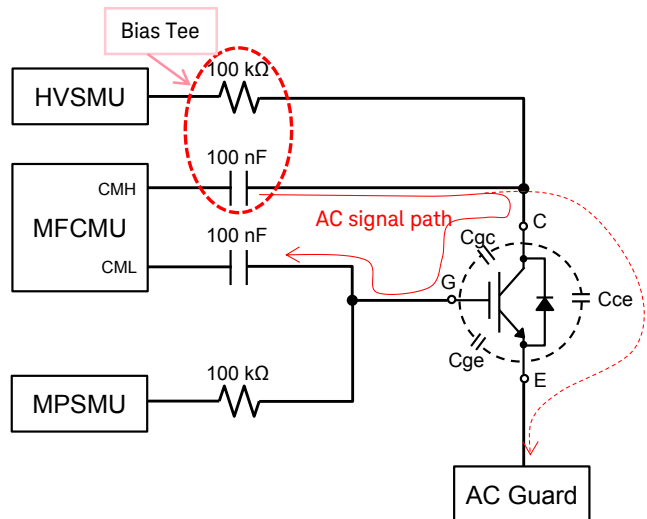 Bias Tee
100 kΩ
HVSMU
100 nF
CMH
MFCMU
AC signal path
100 nF
C
Cgc
CML
G
Cce
Cge
100 kΩ
E
MPSMU
AC Guard